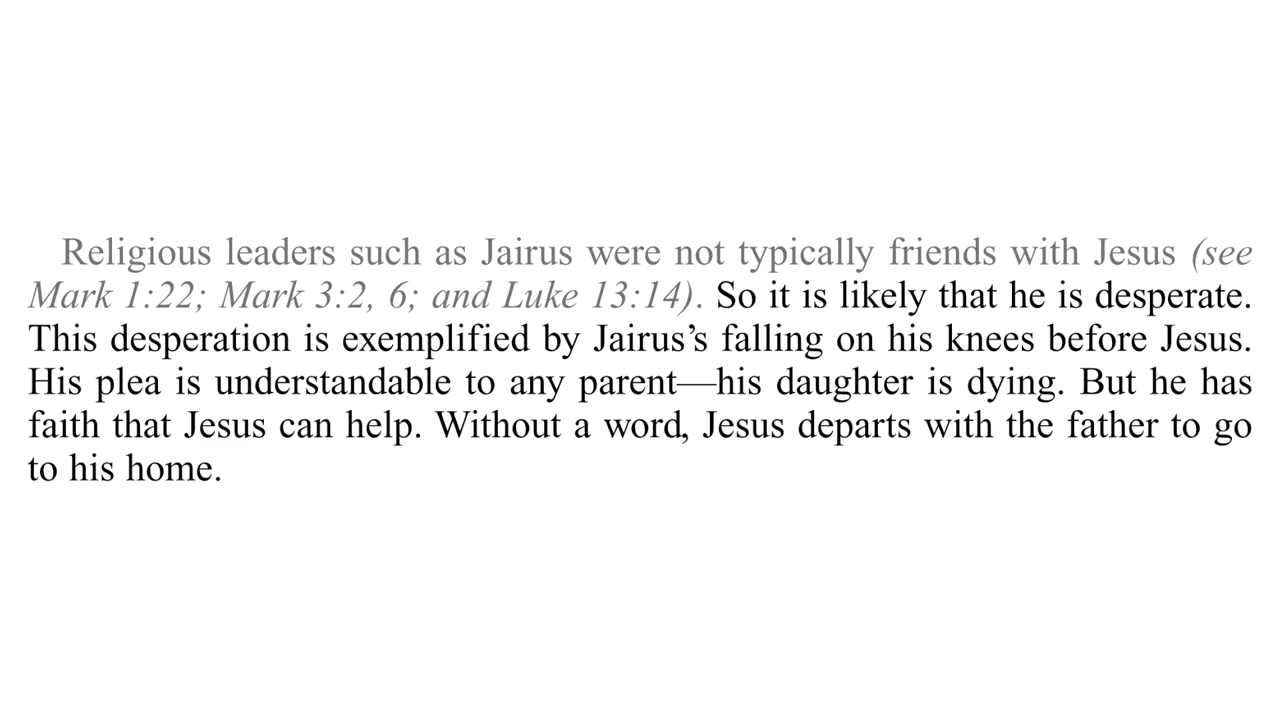 Religious leaders such as Jairus were not typically friends with Jesus (see
Mark 1:22; Mark 3:2, 6; and Luke 13:14). So it is likely that he is desperate.
This desperation is exemplified by Jairus’s falling on his knees before Jesus.
His plea is understandable to any parent—his daughter is dying. But he has
faith that Jesus can help. Without a word, Jesus departs with the father to go
to his home.